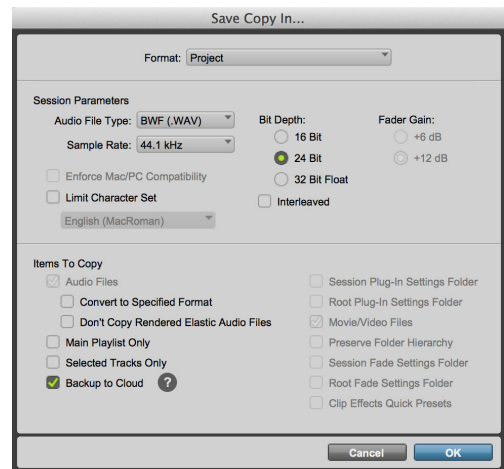 Save Copy In...
Format: Project
Session Parameters
Audio File Type: BWF (.WAV)
Sample Rate: 44.1 kHz
Enforce Mac/PC Compatibility
Limit Character Set
English (MacRoman)
Bit Depth:
16 Bit
24 Bit
32 Bit Float
Interleaved
Fader Gain:
+6 dB
+12 dB
Items To Copy
Audio Files
Convert to Specified Format
Don't Copy Rendered Elastic Audio Files
Main Playlist Only
Selected Tracks Only
Backup to Cloud ?
Session Plug-In Settings Folder
Root Plug-In Settings Folder
Movie/Video Files
Preserve Folder Hierarchy
Session Fade Settings Folder
Root Fade Settings Folder
Clip Effects Quick Presets
Cancel OK